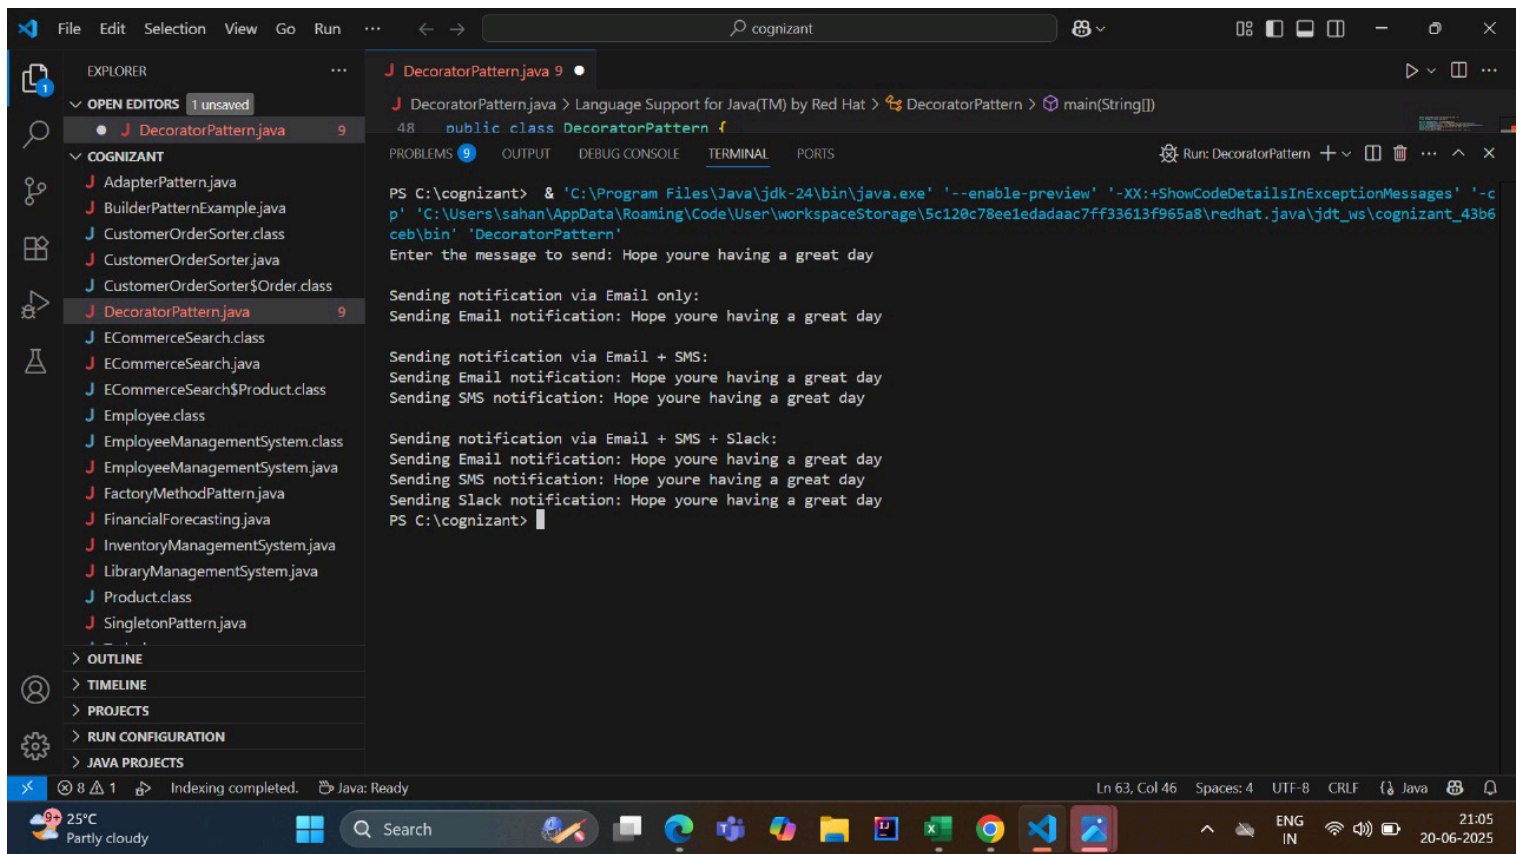 File Edit Selection View Go Run ··· cognizant
EXPLORER ···
OPEN EDITORS 1 unsaved
J DecoratorPattern.java 9
COGNIZANT
J AdapterPattern.java
J BuilderPatternExample.java
J CustomerOrderSorter.class
J CustomerOrderSorter.java
J CustomerOrderSorter$Order.class
J DecoratorPattern.java 9
J ECommerceSearch.class
J ECommerceSearch.java
J ECommerceSearch$Product.class
J Employee.class
J EmployeeManagementSystem.class
J EmployeeManagementSystem.java
J FactoryMethodPattern.java
J FinancialForecasting.java
J InventoryManagementSystem.java
J LibraryManagementSystem.java
J Product.class
J SingletonPattern.java
OUTLINE
TIMELINE
PROJECTS
RUN CONFIGURATION
JAVA PROJECTS
J DecoratorPattern.java 9
J DecoratorPattern.java > Language Support for Java(TM) by Red Hat > DecoratorPattern > main(String[])
48 public class DecoratorPattern {
PROBLEMS 9 OUTPUT DEBUG CONSOLE TERMINAL PORTS Run: DecoratorPattern
PS C:\cognizant> & 'C:\Program Files\Java\jdk-24\bin\java.exe' '--enable-preview' '-XX:+ShowCodeDetailsInExceptionMessages' '-c
p' 'C:\Users\sahan\AppData\Roaming\Code\User\workspaceStorage\5c120c78ee1edadaac7ff33613f965a8\redhat.java\jdt_ws\cognizant_43b6
ceb\bin' 'DecoratorPattern'
Enter the message to send: Hope youre having a great day
Sending notification via Email only:
Sending Email notification: Hope youre having a great day
Sending notification via Email + SMS:
Sending Email notification: Hope youre having a great day
Sending SMS notification: Hope youre having a great day
Sending notification via Email + SMS + Slack:
Sending Email notification: Hope youre having a great day
Sending SMS notification: Hope youre having a great day
Sending Slack notification: Hope youre having a great day
PS C:\cognizant>
8 1 Indexing completed. Java: Ready Ln 63, Col 46 Spaces: 4 UTF-8 CRLF Java
9+ 25°C
Partly cloudy
Search
ENG
IN
21:05
20-06-2025